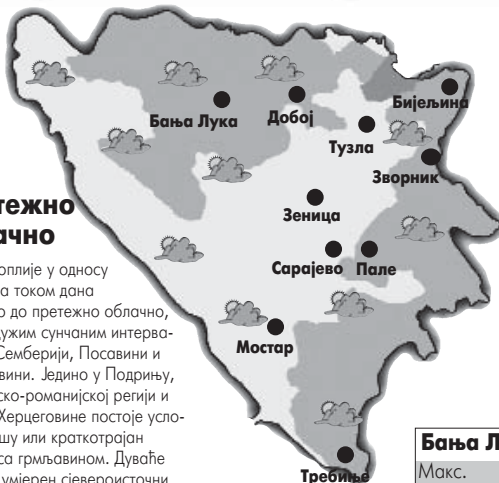 Бања Лука
Добој
Бијељина
Тузла
Зворник
Зеница
Сарајево
Пале
Мостар
Требиње
тежно
ачно
оплије у односу
а током дана
о до претежно облачно,
дужим сунчаним интерва-
Семберији, Посавини и
вини. Једино у Подрињу,
ско-романијској регији и
Херцеговине постоје усло-
шу или краткотрајан
са грмљавином. Дуваће
умјерен сјевероисточни
Бања Л
Макс.